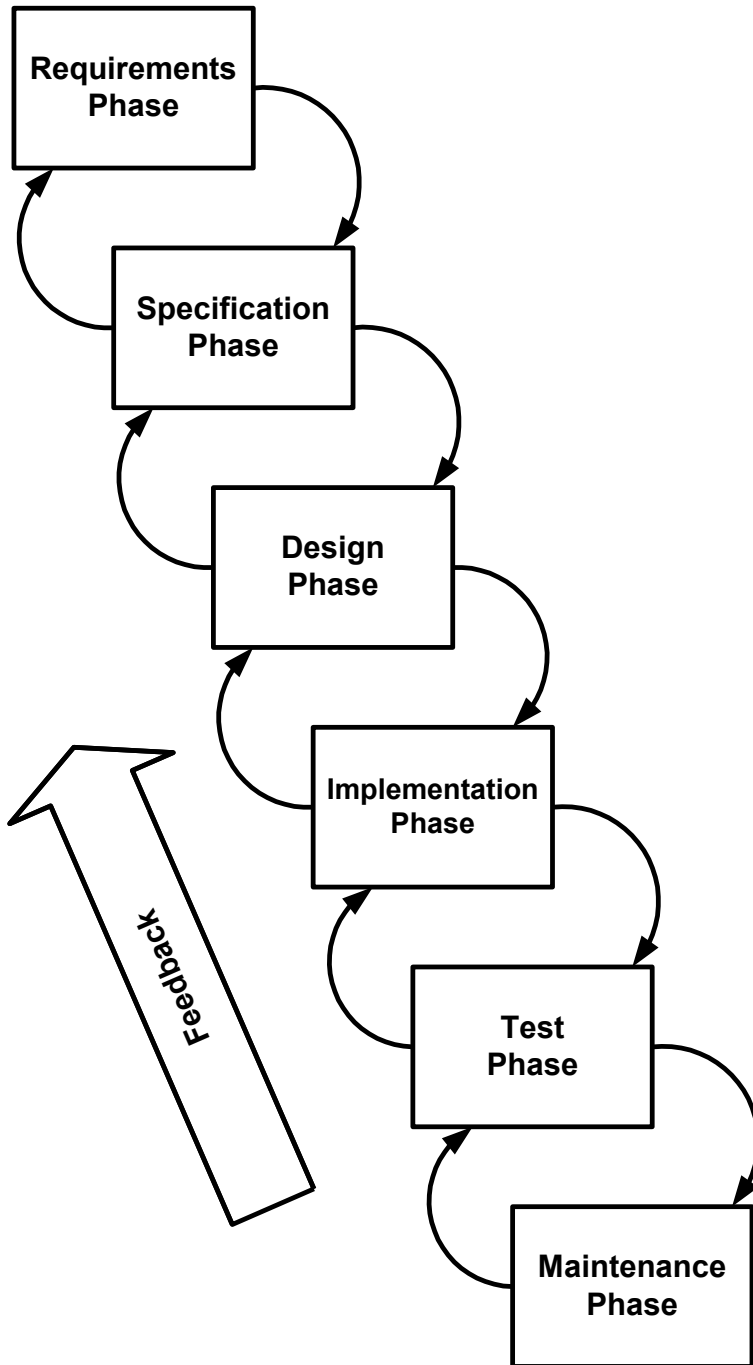 Requirements
Phase
Specification
Phase
Design
Phase
Implementation
Phase
Feedback
Test
Phase
Maintenance
Phase